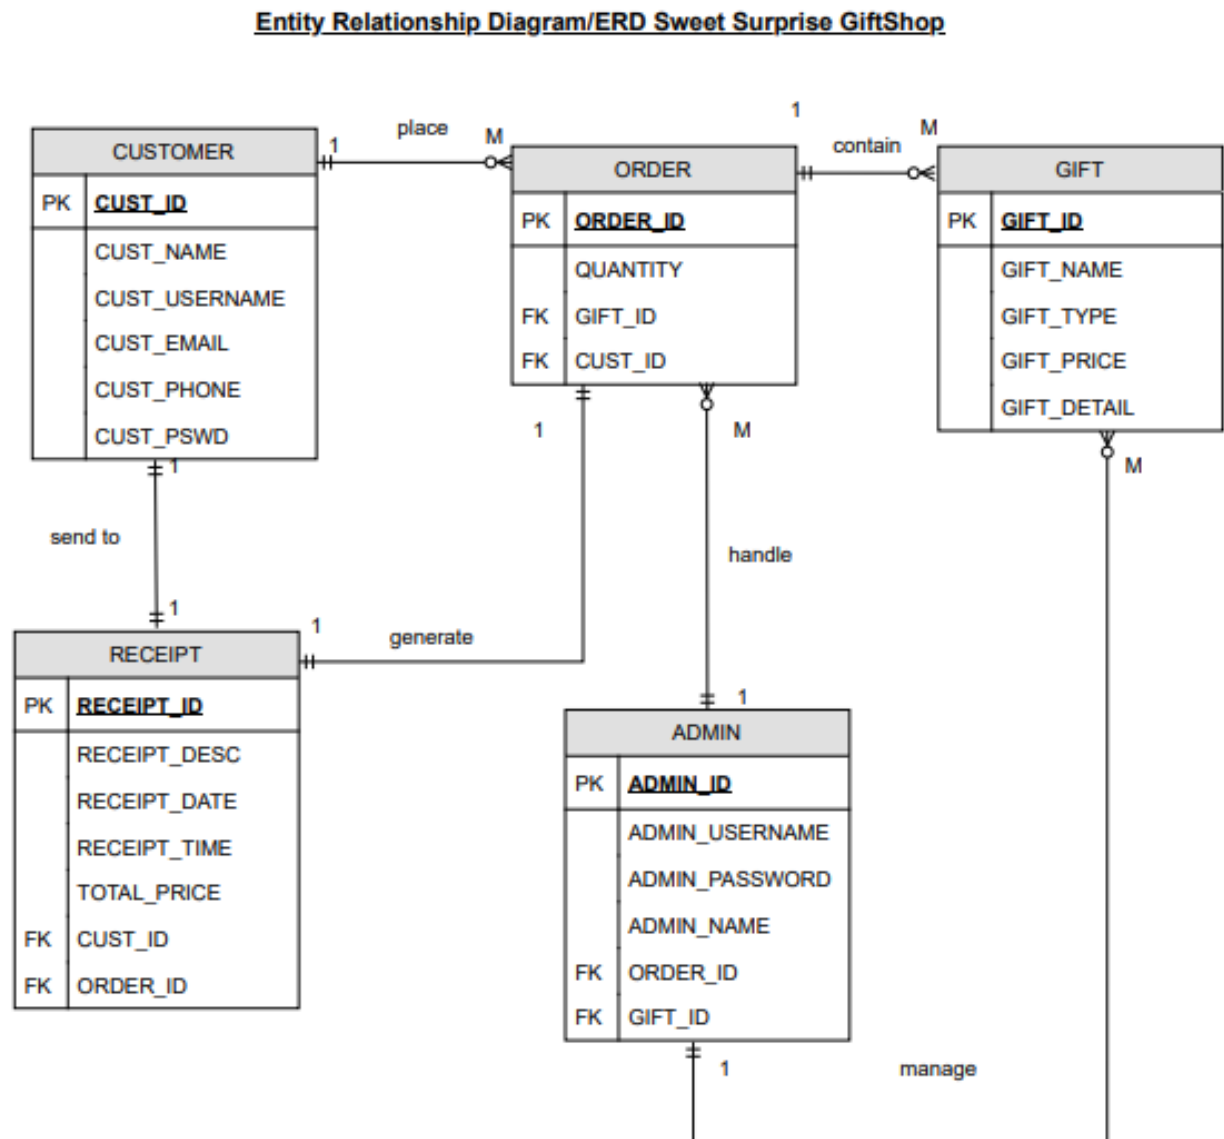 Entity Relationship Diagram/ERD Sweet Surprise GiftShop
CUSTOMER
PK CUST_ID
CUST_NAME
CUST_USERNAME
CUST_EMAIL
CUST_PHONE
CUST_PSWD
1
place
M
ORDER
PK ORDER_ID
QUANTITY
FK GIFT_ID
FK CUST_ID
1
contain
M
GIFT
PK GIFT_ID
GIFT_NAME
GIFT_TYPE
GIFT_PRICE
GIFT_DETAIL
1
send to
1
1
generate
1
M
handle
1
M
RECEIPT
PK RECEIPT_ID
RECEIPT_DESC
RECEIPT_DATE
RECEIPT_TIME
TOTAL_PRICE
FK CUST_ID
FK ORDER_ID
ADMIN
PK ADMIN_ID
ADMIN_USERNAME
ADMIN_PASSWORD
ADMIN_NAME
FK ORDER_ID
FK GIFT_ID
1
manage